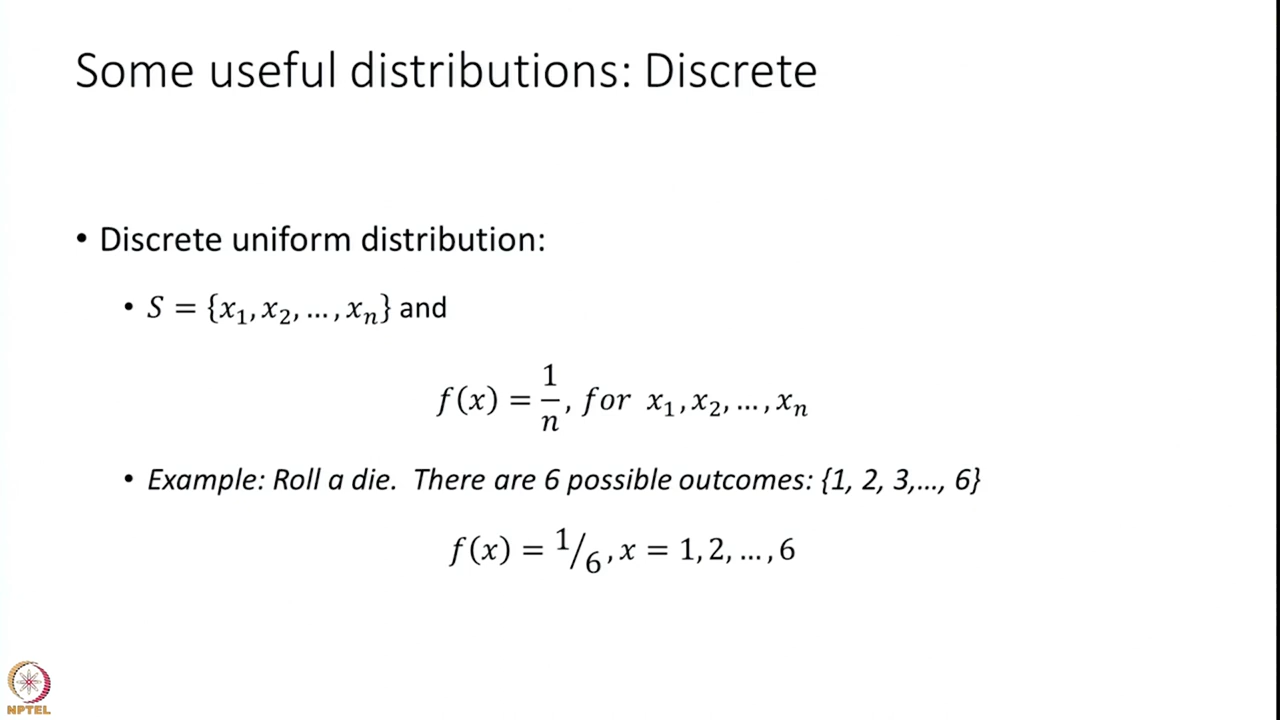 Some useful distributions: Discrete
• Discrete uniform distribution:
• S = {x₁, x₂, …, xₙ} and
f(x) = 1/n, for x₁, x₂, …, xₙ
• Example: Roll a die. There are 6 possible outcomes: {1, 2, 3,…, 6}
f(x) = 1/6, x = 1, 2, …, 6
NPTEL